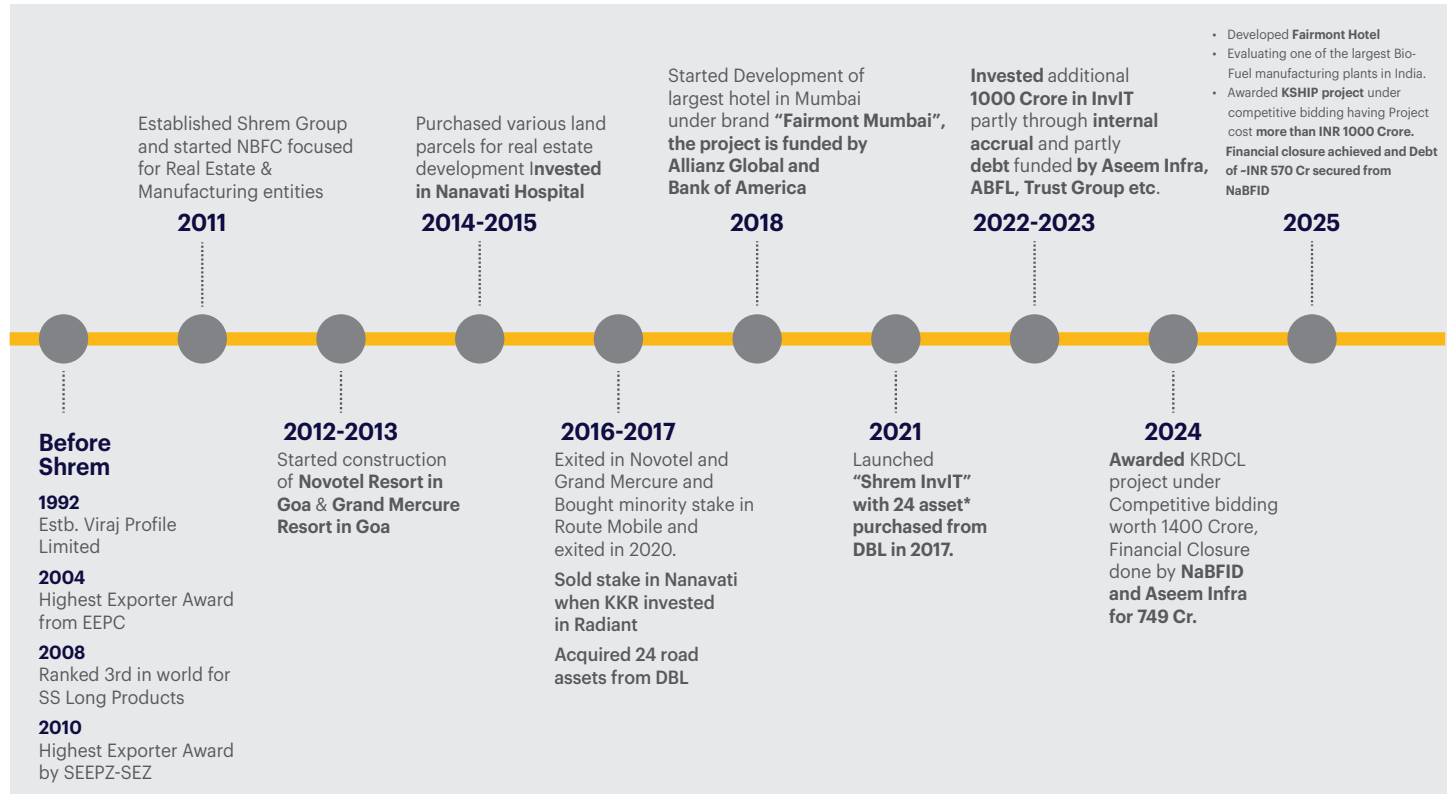 Established Shrem Group
and started NBFC focused
for Real Estate &
Manufacturing entities
2011
Purchased various land
parcels for real estate
development Invested
in Nanavati Hospital
2014-2015
Started Development of
largest hotel in Mumbai
under brand “Fairmont Mumbai”,
the project is funded by
Allianz Global and
Bank of America
2018
Invested additional
1000 Crore in InvIT
partly through internal
accrual and partly
debt funded by Aseem Infra,
ABFL, Trust Group etc.
2022-2023
• Developed Fairmont Hotel
• Evaluating one of the largest Bio-
Fuel manufacturing plants in India.
• Awarded KSHIP project under
competitive bidding having Project
cost more than INR 1000 Crore.
Financial closure achieved and Debt
of ~INR 570 Cr secured from
NaBFID
2025
Before
Shrem
1992
Estb. Viraj Profile
Limited
2004
Highest Exporter Award
from EEPC
2008
Ranked 3rd in world for
SS Long Products
2010
Highest Exporter Award
by SEEPZ-SEZ
2012-2013
Started construction
of Novotel Resort in
Goa & Grand Mercure
Resort in Goa
2016-2017
Exited in Novotel and
Grand Mercure and
Bought minority stake in
Route Mobile and
exited in 2020.
Sold stake in Nanavati
when KKR invested
in Radiant
Acquired 24 road
assets from DBL
2021
Launched
“Shrem InvIT”
with 24 asset*
purchased from
DBL in 2017.
2024
Awarded KRDCL
project under
Competitive bidding
worth 1400 Crore,
Financial Closure
done by NaBFID
and Aseem Infra
for 749 Cr.